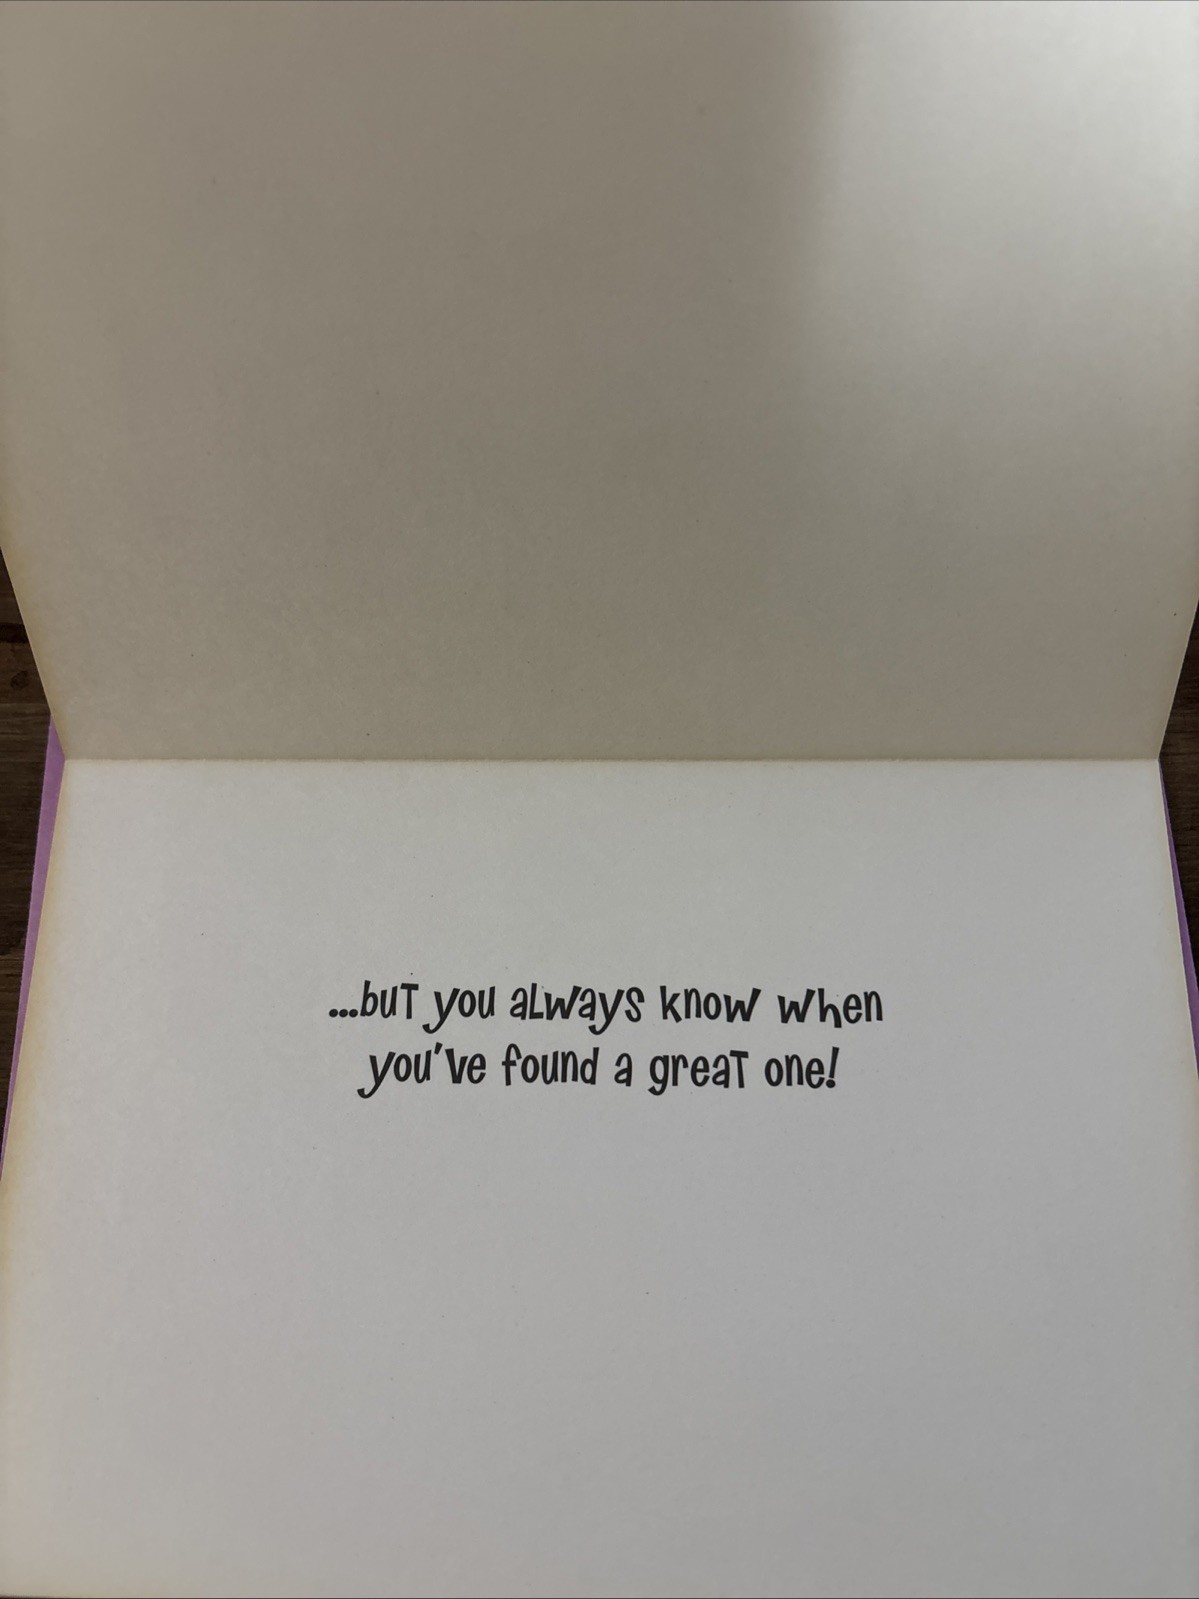 ...but you always know when
you've found a great one!